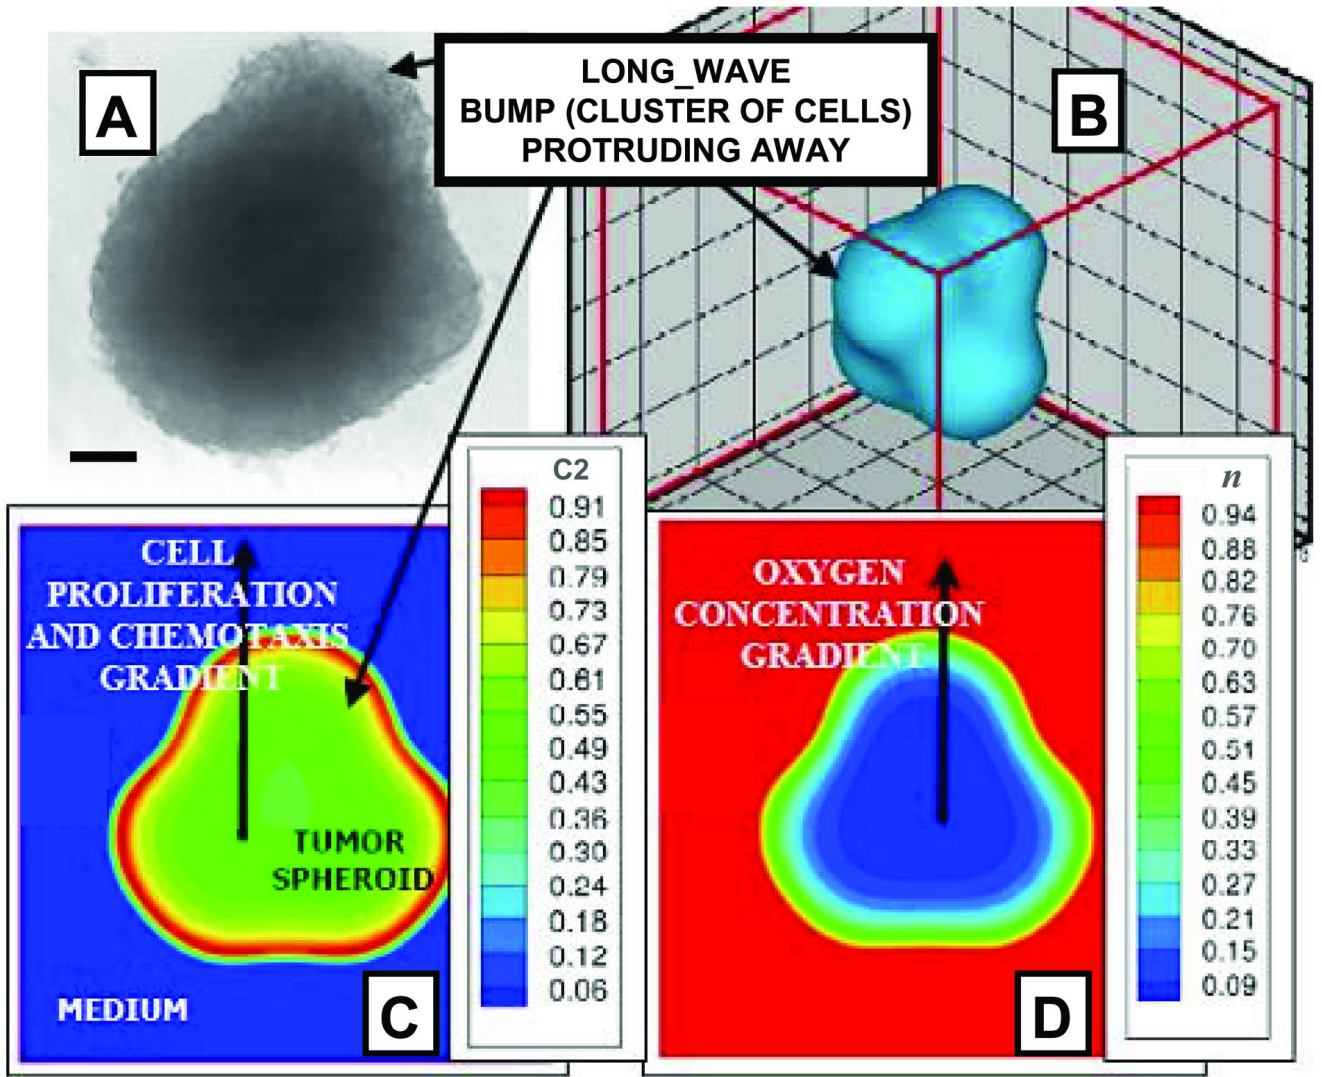 A
LONG_WAVE
BUMP (CLUSTER OF CELLS)
PROTRUDING AWAY
B
CELL
PROLIFERATION
AND CHEMOTAXIS
GRADIENT
TUMOR
SPHEROID
MEDIUM
C
C2
0.91
0.85
0.79
0.73
0.67
0.61
0.55
0.49
0.43
0.36
0.30
0.24
0.18
0.12
0.06
OXYGEN
CONCENTRATION
GRADIENT
D
n
0.94
0.88
0.82
0.76
0.70
0.63
0.57
0.51
0.45
0.39
0.33
0.27
0.21
0.15
0.09